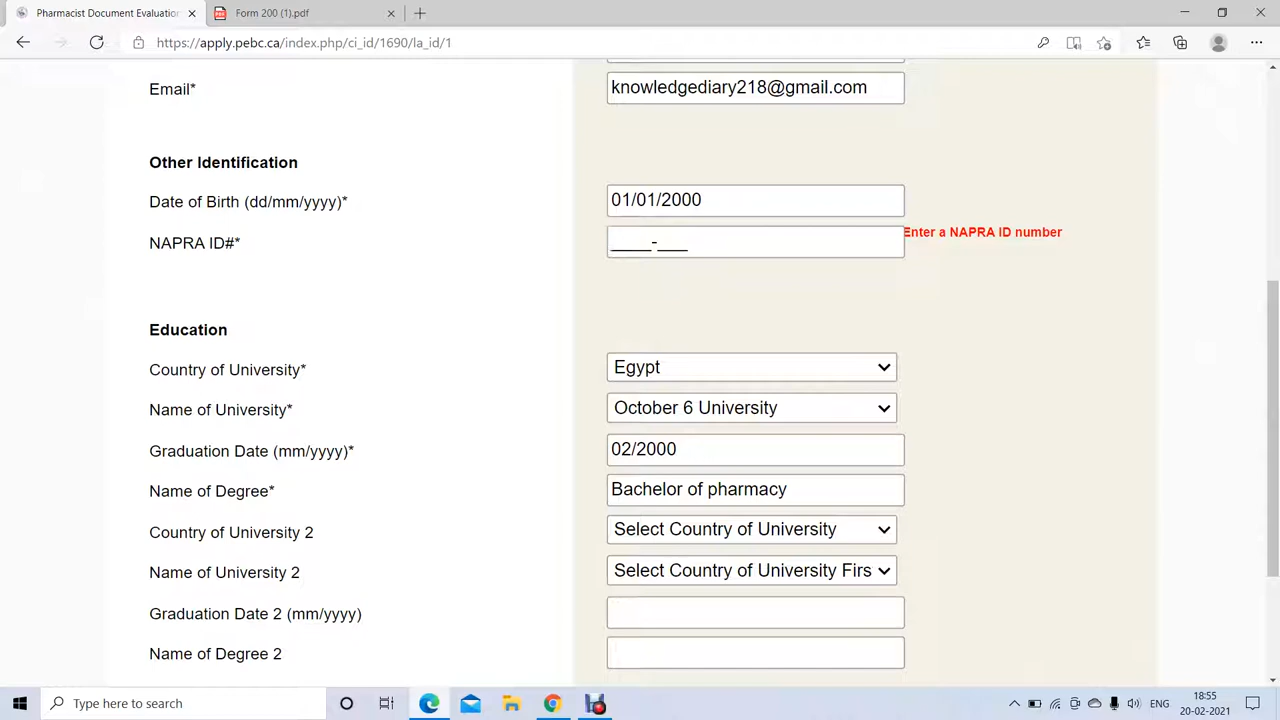 Pharmacist Document Evaluation
Form 200 (1).pdf
https://apply.pebc.ca/index.php/ci_id/1690/la_id/1
Email*
knowledgediary218@gmail.com
Other Identification
Date of Birth (dd/mm/yyyy)*
01/01/2000
NAPRA ID#*
____-___
Enter a NAPRA ID number
Education
Country of University*
Egypt
Name of University*
October 6 University
Graduation Date (mm/yyyy)*
02/2000
Name of Degree*
Bachelor of pharmacy
Country of University 2
Select Country of University
Name of University 2
Select Country of University Firs
Graduation Date 2 (mm/yyyy)
Name of Degree 2
Type here to search
ENG
18:55
20-02-2021